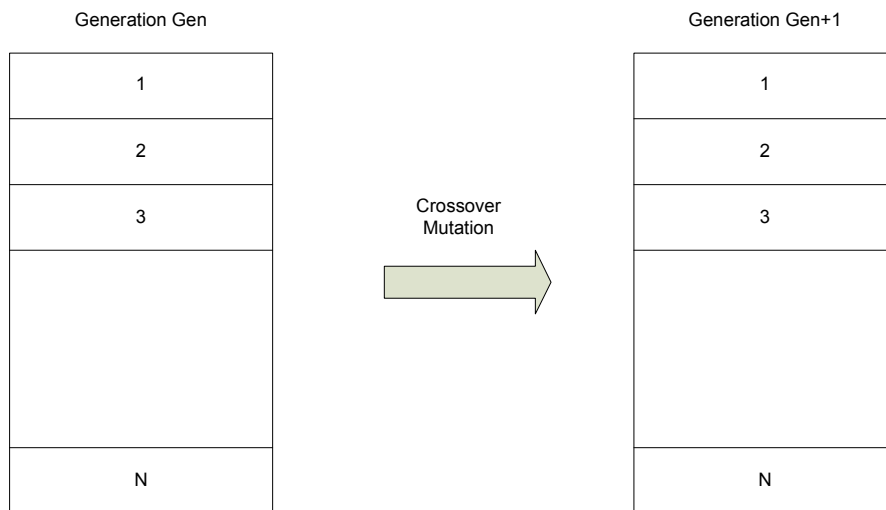 Generation Gen
1
2
3
N
Crossover
Mutation
Generation Gen+1
1
2
3
N